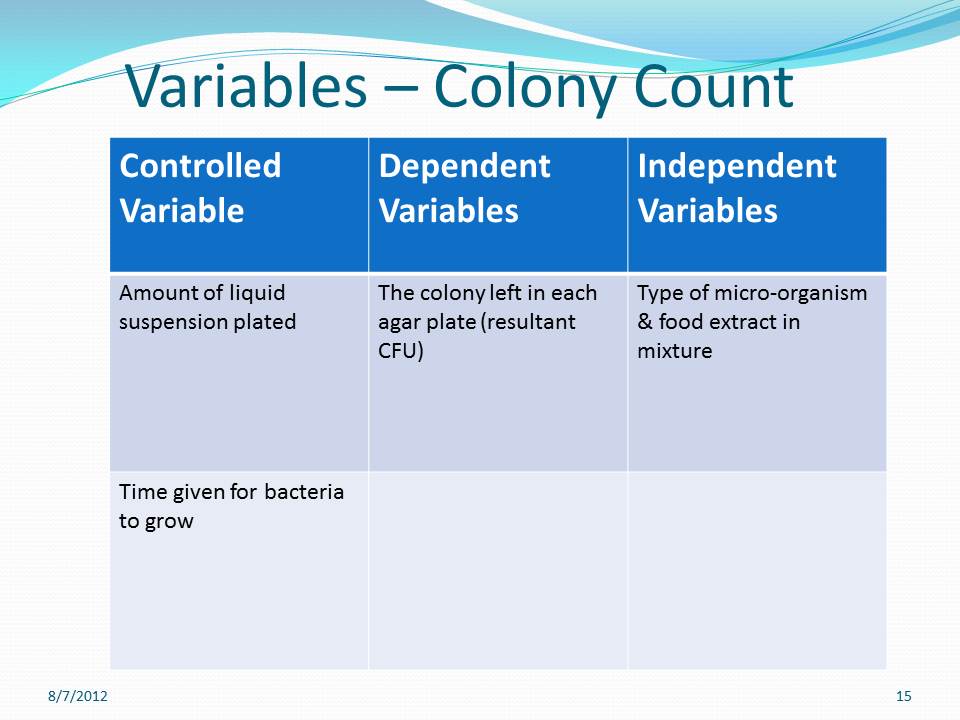 Variables – Colony Count
Controlled
Variable
Dependent
Variables
Independent
Variables
Amount of liquid
suspension plated
The colony left in each
agar plate (resultant
CFU)
Type of micro-organism
& food extract in
mixture
Time given for bacteria
to grow
8/7/2012
15